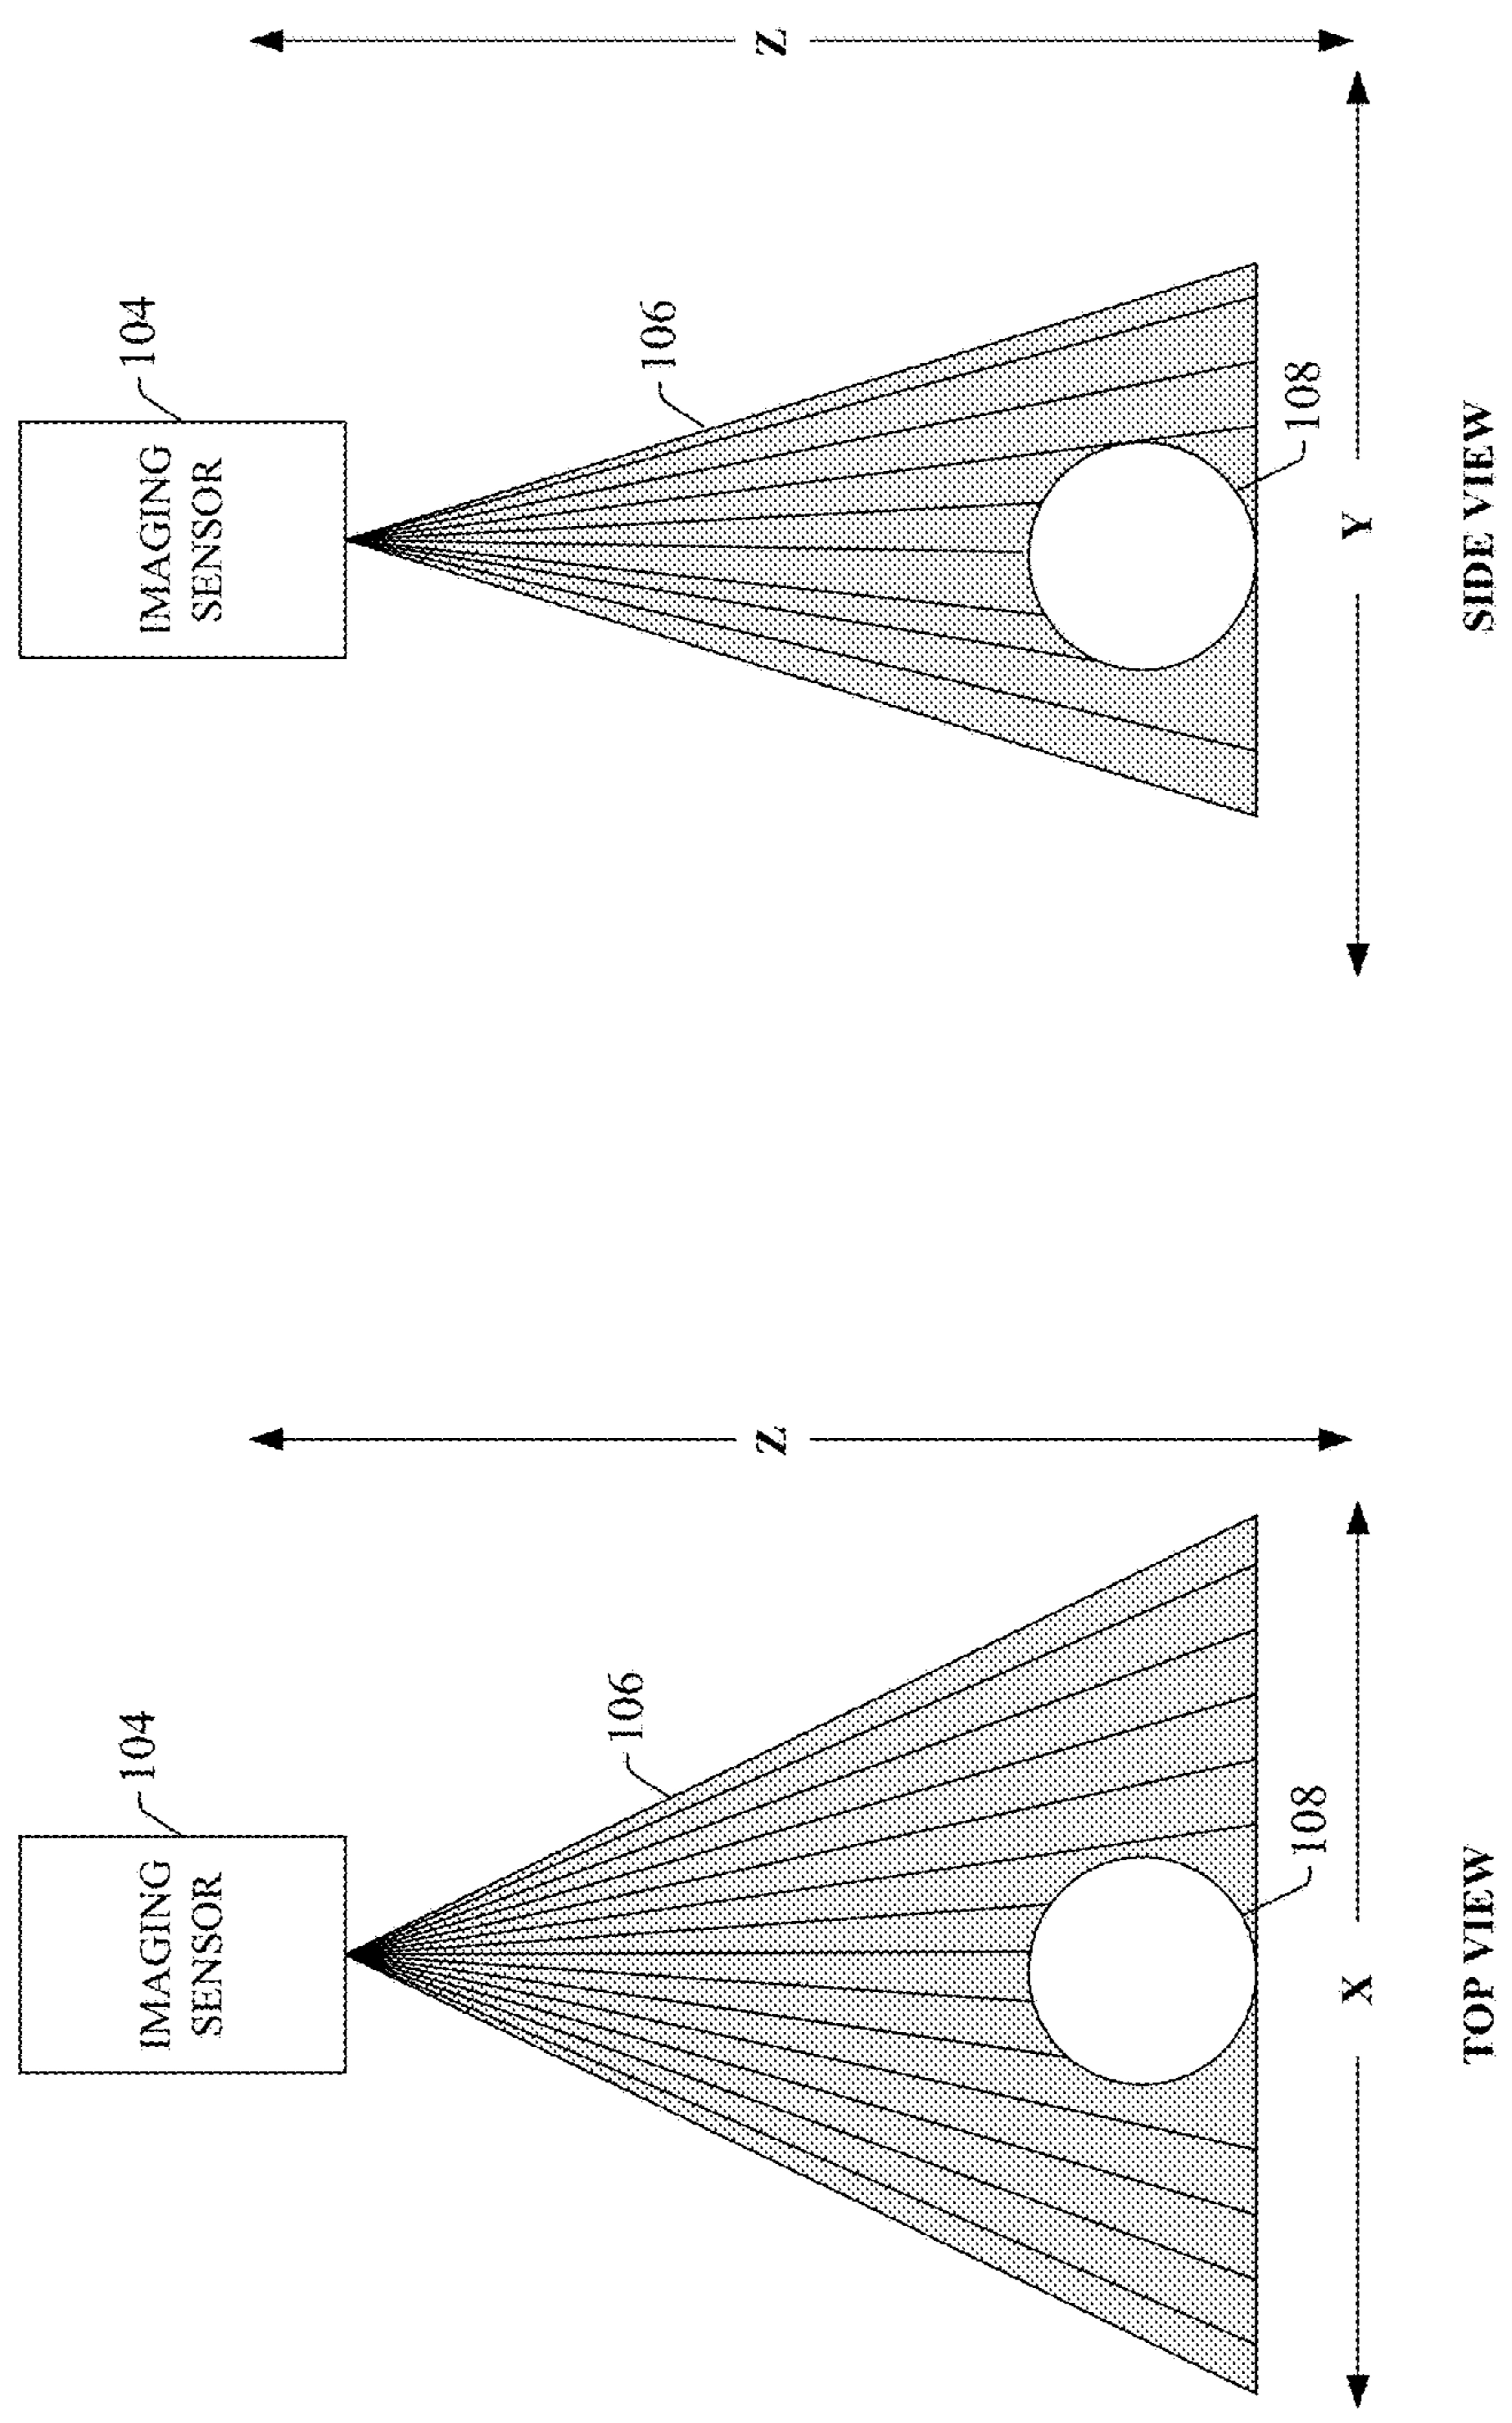 IMAGING
SENSOR
104
106
108
Z
X
TOP VIEW
IMAGING
SENSOR
104
106
108
Z
Y
SIDE VIEW